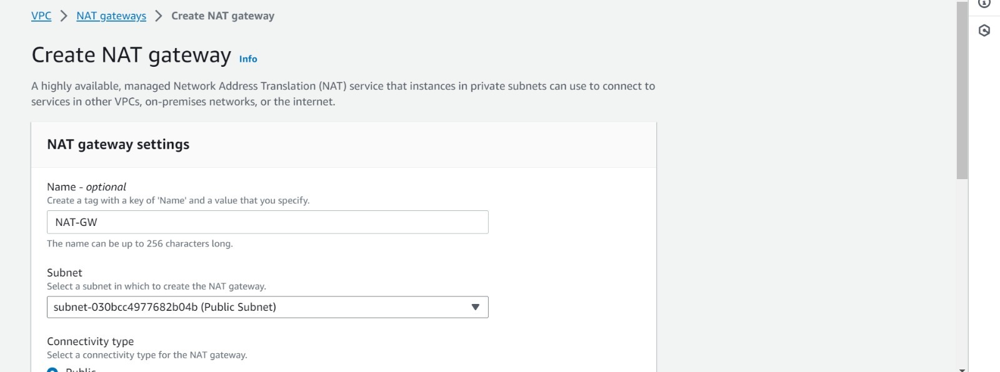 VPC > NAT gateways > Create NAT gateway
Create NAT gateway Info
A highly available, managed Network Address Translation (NAT) service that instances in private subnets can use to connect to
services in other VPCs, on-premises networks, or the internet.
NAT gateway settings
Name - optional
Create a tag with a key of 'Name' and a value that you specify.
NAT-GW
The name can be up to 256 characters long.
Subnet
Select a subnet in which to create the NAT gateway.
subnet-030bcc4977682b04b (Public Subnet)
Connectivity type
Select a connectivity type for the NAT gateway.
Public